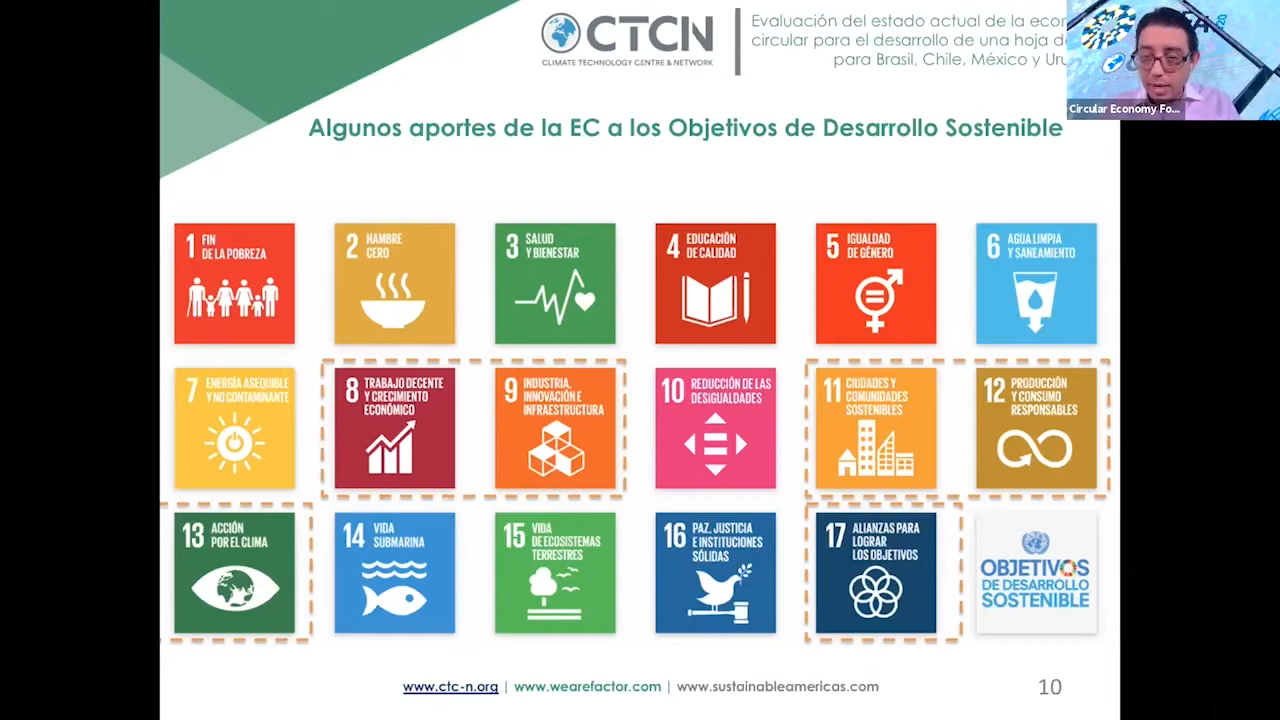 CTCN
CLIMATE TECHNOLOGY CENTRE & NETWORK
Evaluación del estado actual de la econ
circular para el desarrollo de una hoja d
para Brasil, Chile, México y Uru
Circular Economy Fo...
Algunos aportes de la EC a los Objetivos de Desarrollo Sostenible
1 FIN
DE LA POBREZA
2 HAMBRE
CERO
3 SALUD
Y BIENESTAR
4 EDUCACIÓN
DE CALIDAD
5 IGUALDAD
DE GÉNERO
6 AGUA LIMPIA
Y SANEAMIENTO
7 ENERGÍA ASEQUIBLE
Y NO CONTAMINANTE
8 TRABAJO DECENTE
Y CRECIMIENTO
ECONÓMICO
9 INDUSTRIA,
INNOVACIÓN E
INFRAESTRUCTURA
10 REDUCCIÓN DE LAS
DESIGUALDADES
11 CIUDADES Y
COMUNIDADES
SOSTENIBLES
12 PRODUCCIÓN
Y CONSUMO
RESPONSABLES
13 ACCIÓN
POR EL CLIMA
14 VIDA
SUBMARINA
15 VIDA
DE ECOSISTEMAS
TERRESTRES
16 PAZ, JUSTICIA
E INSTITUCIONES
SÓLIDAS
17 ALIANZAS PARA
LOGRAR
LOS OBJETIVOS
OBJETIVOS
DE DESARROLLO
SOSTENIBLE
www.ctc-n.org | www.wearefactor.com | www.sustainableamericas.com
10